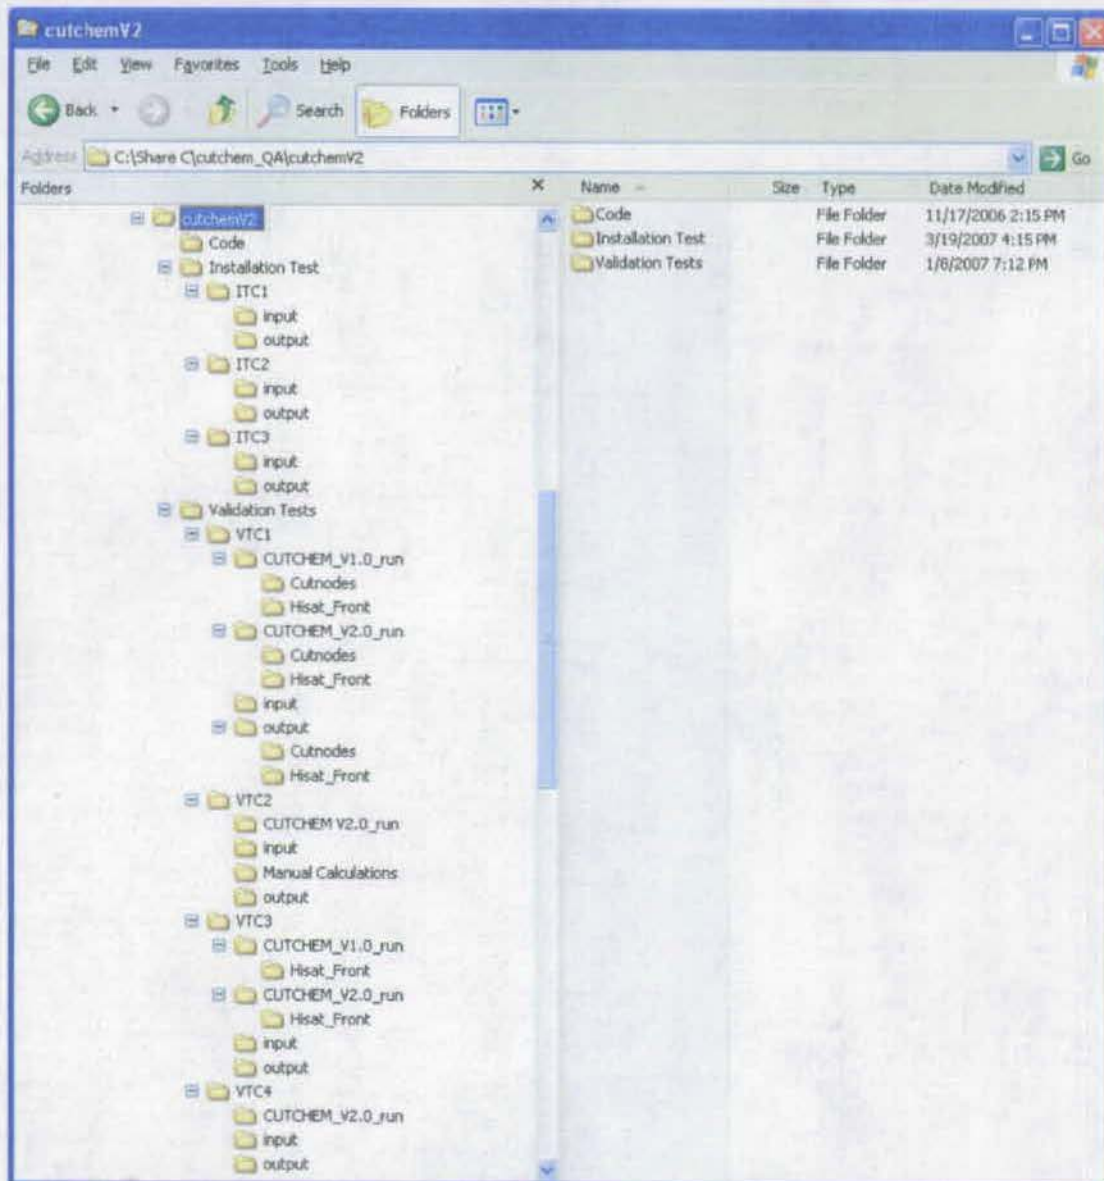 cutchemV2
File Edit View Favorites Tools Help
Back Search Folders
Address C:\Share C\cutchem_QA\cutchemV2 Go
Folders
cutchemV2
Code
Installation Test
ITC1
input
output
ITC2
input
output
ITC3
input
output
Validation Tests
VTC1
CUTCHEM_V1.0_run
Cutnodes
Hisat_Front
CUTCHEM_V2.0_run
Cutnodes
Hisat_Front
input
output
Cutnodes
Hisat_Front
VTC2
CUTCHEM V2.0_run
input
Manual Calculations
output
VTC3
CUTCHEM_V1.0_run
Hisat_Front
CUTCHEM_V2.0_run
Hisat_Front
input
output
VTC4
CUTCHEM_V2.0_run
input
output
Name Size Type Date Modified
Code File Folder 11/17/2006 2:15 PM
Installation Test File Folder 3/19/2007 4:15 PM
Validation Tests File Folder 1/8/2007 7:12 PM